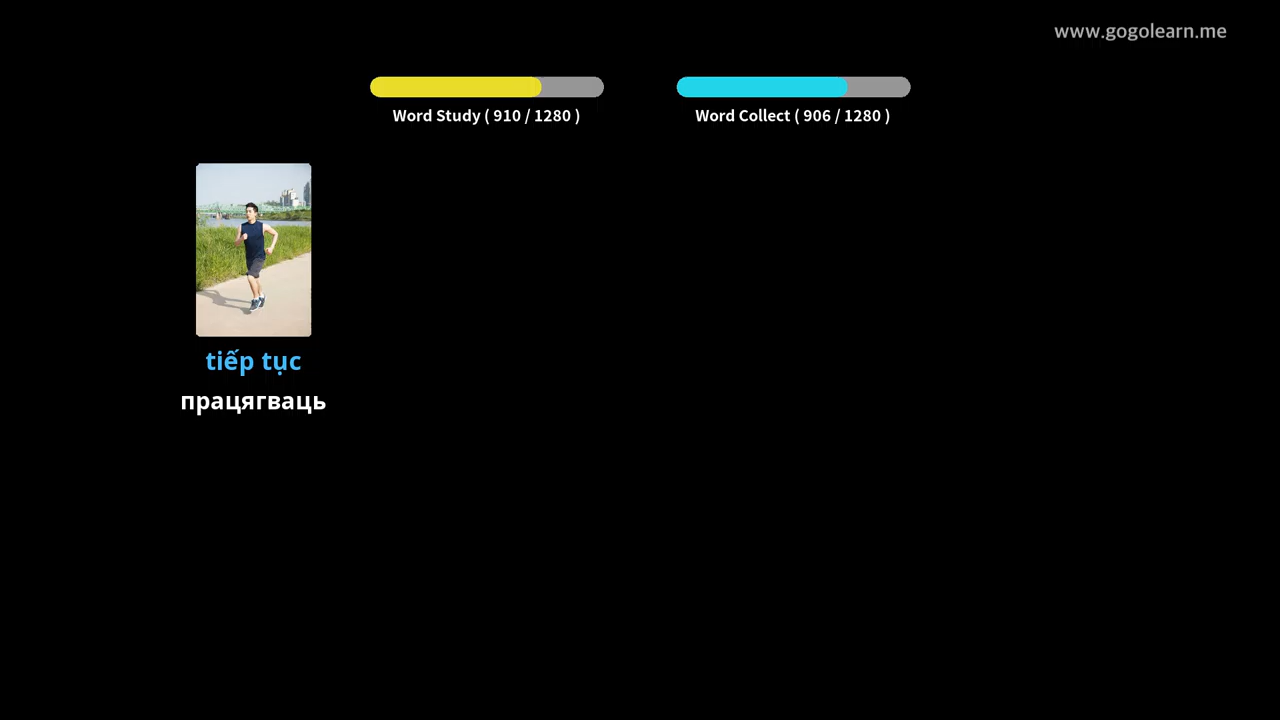 www.gogolearn.me
Word Study ( 910 / 1280 )
Word Collect ( 906 / 1280 )
tiếp tục
працягваць